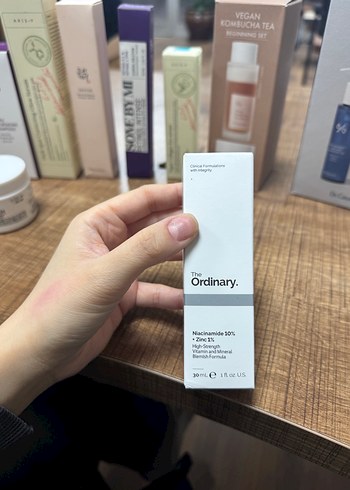 AXIS-Y
VEGAN
KOMBUCHA TEA
SOME BY MI
Clinical Formulations
with Integrity.
The
Ordinary.
Niacinamide 10%
+ Zinc 1%
High-Strength
Vitamin and Mineral
Blemish Formula
30 mL ℮ 1 fl. oz. U.S.